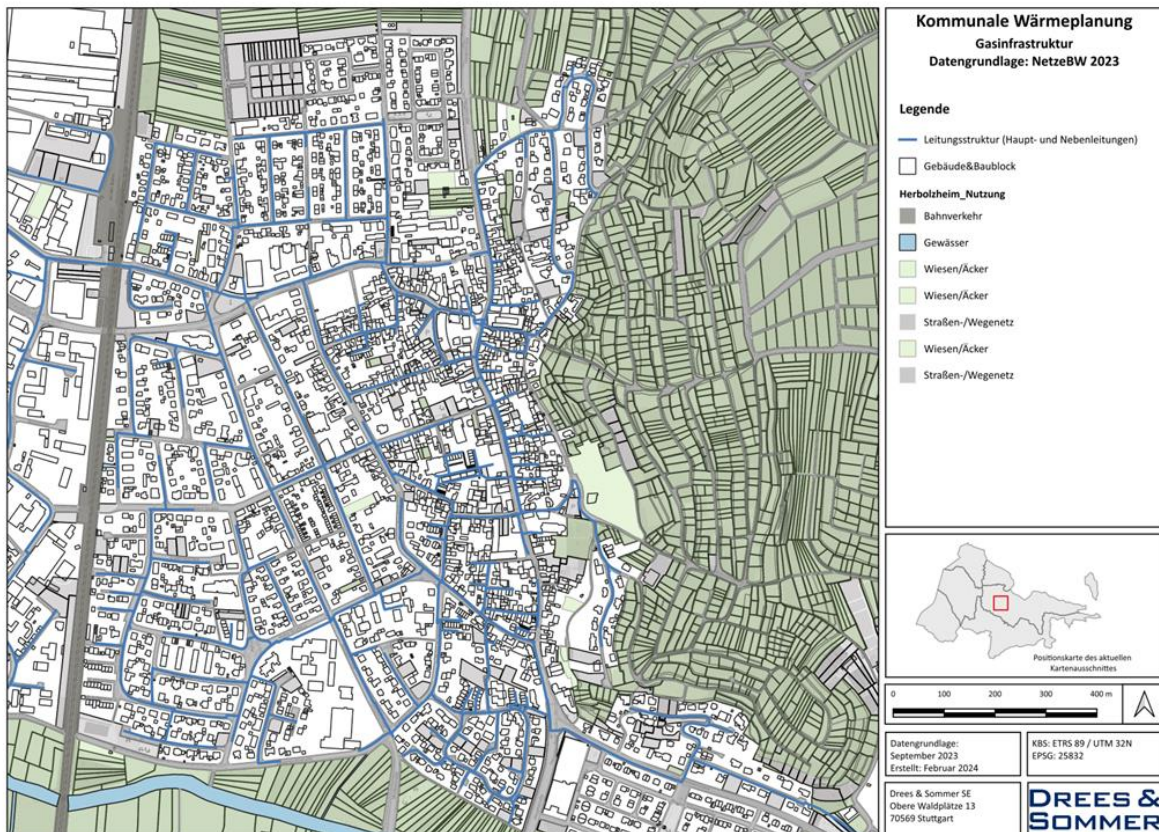 Kommunale Wärmeplanung
Gasinfrastruktur
Datengrundlage: NetzeBW 2023
Legende
Leitungsstruktur (Haupt- und Nebenleitungen)
Gebäude&Baublock
Herbolzheim_Nutzung
Bahnverkehr
Gewässer
Wiesen/Äcker
Wiesen/Äcker
Straßen-/Wegenetz
Wiesen/Äcker
Straßen-/Wegenetz
Positionskarte des aktuellen
Kartenausschnittes
0 100 200 300 400 m
Datengrundlage:
September 2023
Erstellt: Februar 2024
KBS: ETRS 89 / UTM 32N
EPSG: 25832
Drees & Sommer SE
Obere Waldplätze 13
70569 Stuttgart
DREES &
SOMMER